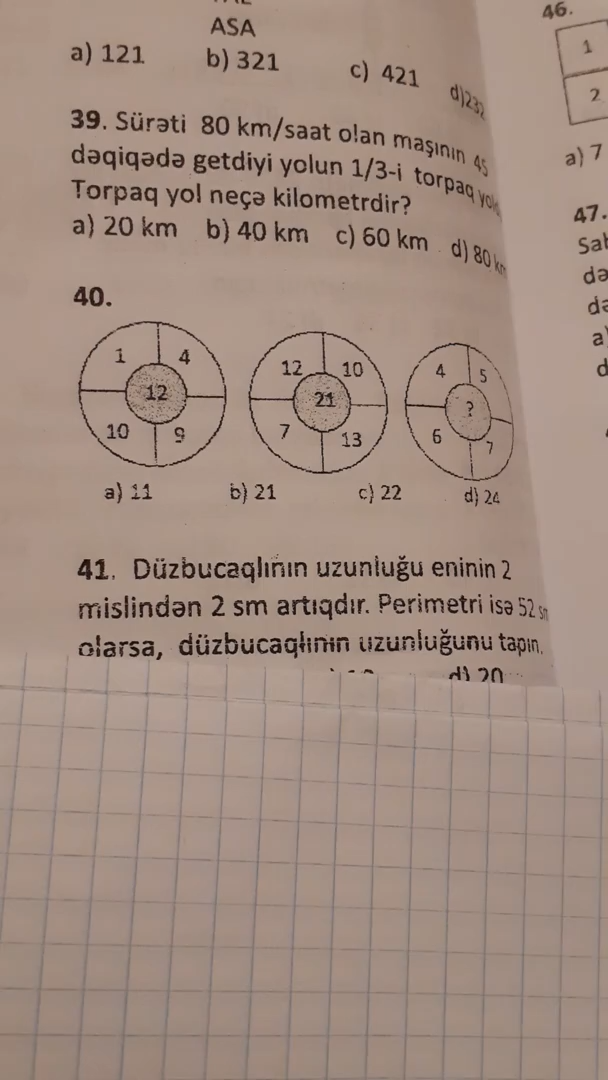 ASA
a) 121 b) 321 c) 421 d)232
39. Sürəti 80 km/saat olan maşının 45
dəqiqədə getdiyi yolun 1/3-i torpaq
Torpaq yol neçə kilometrdir?
a) 20 km b) 40 km c) 60 km d) 80 km
40.
1 4 12 10 9
12 10 21 7 13
4 5 ? 6 7
a) 11 b) 21 c) 22 d) 24
41. Düzbucaqlının uzunluğu eninin 2
mislindən 2 sm artıqdır. Perimetri isə 52 sm
olarsa, düzbucaqlının uzunluğunu tapın.
d) 20
46.
1
2
a) 7
47.